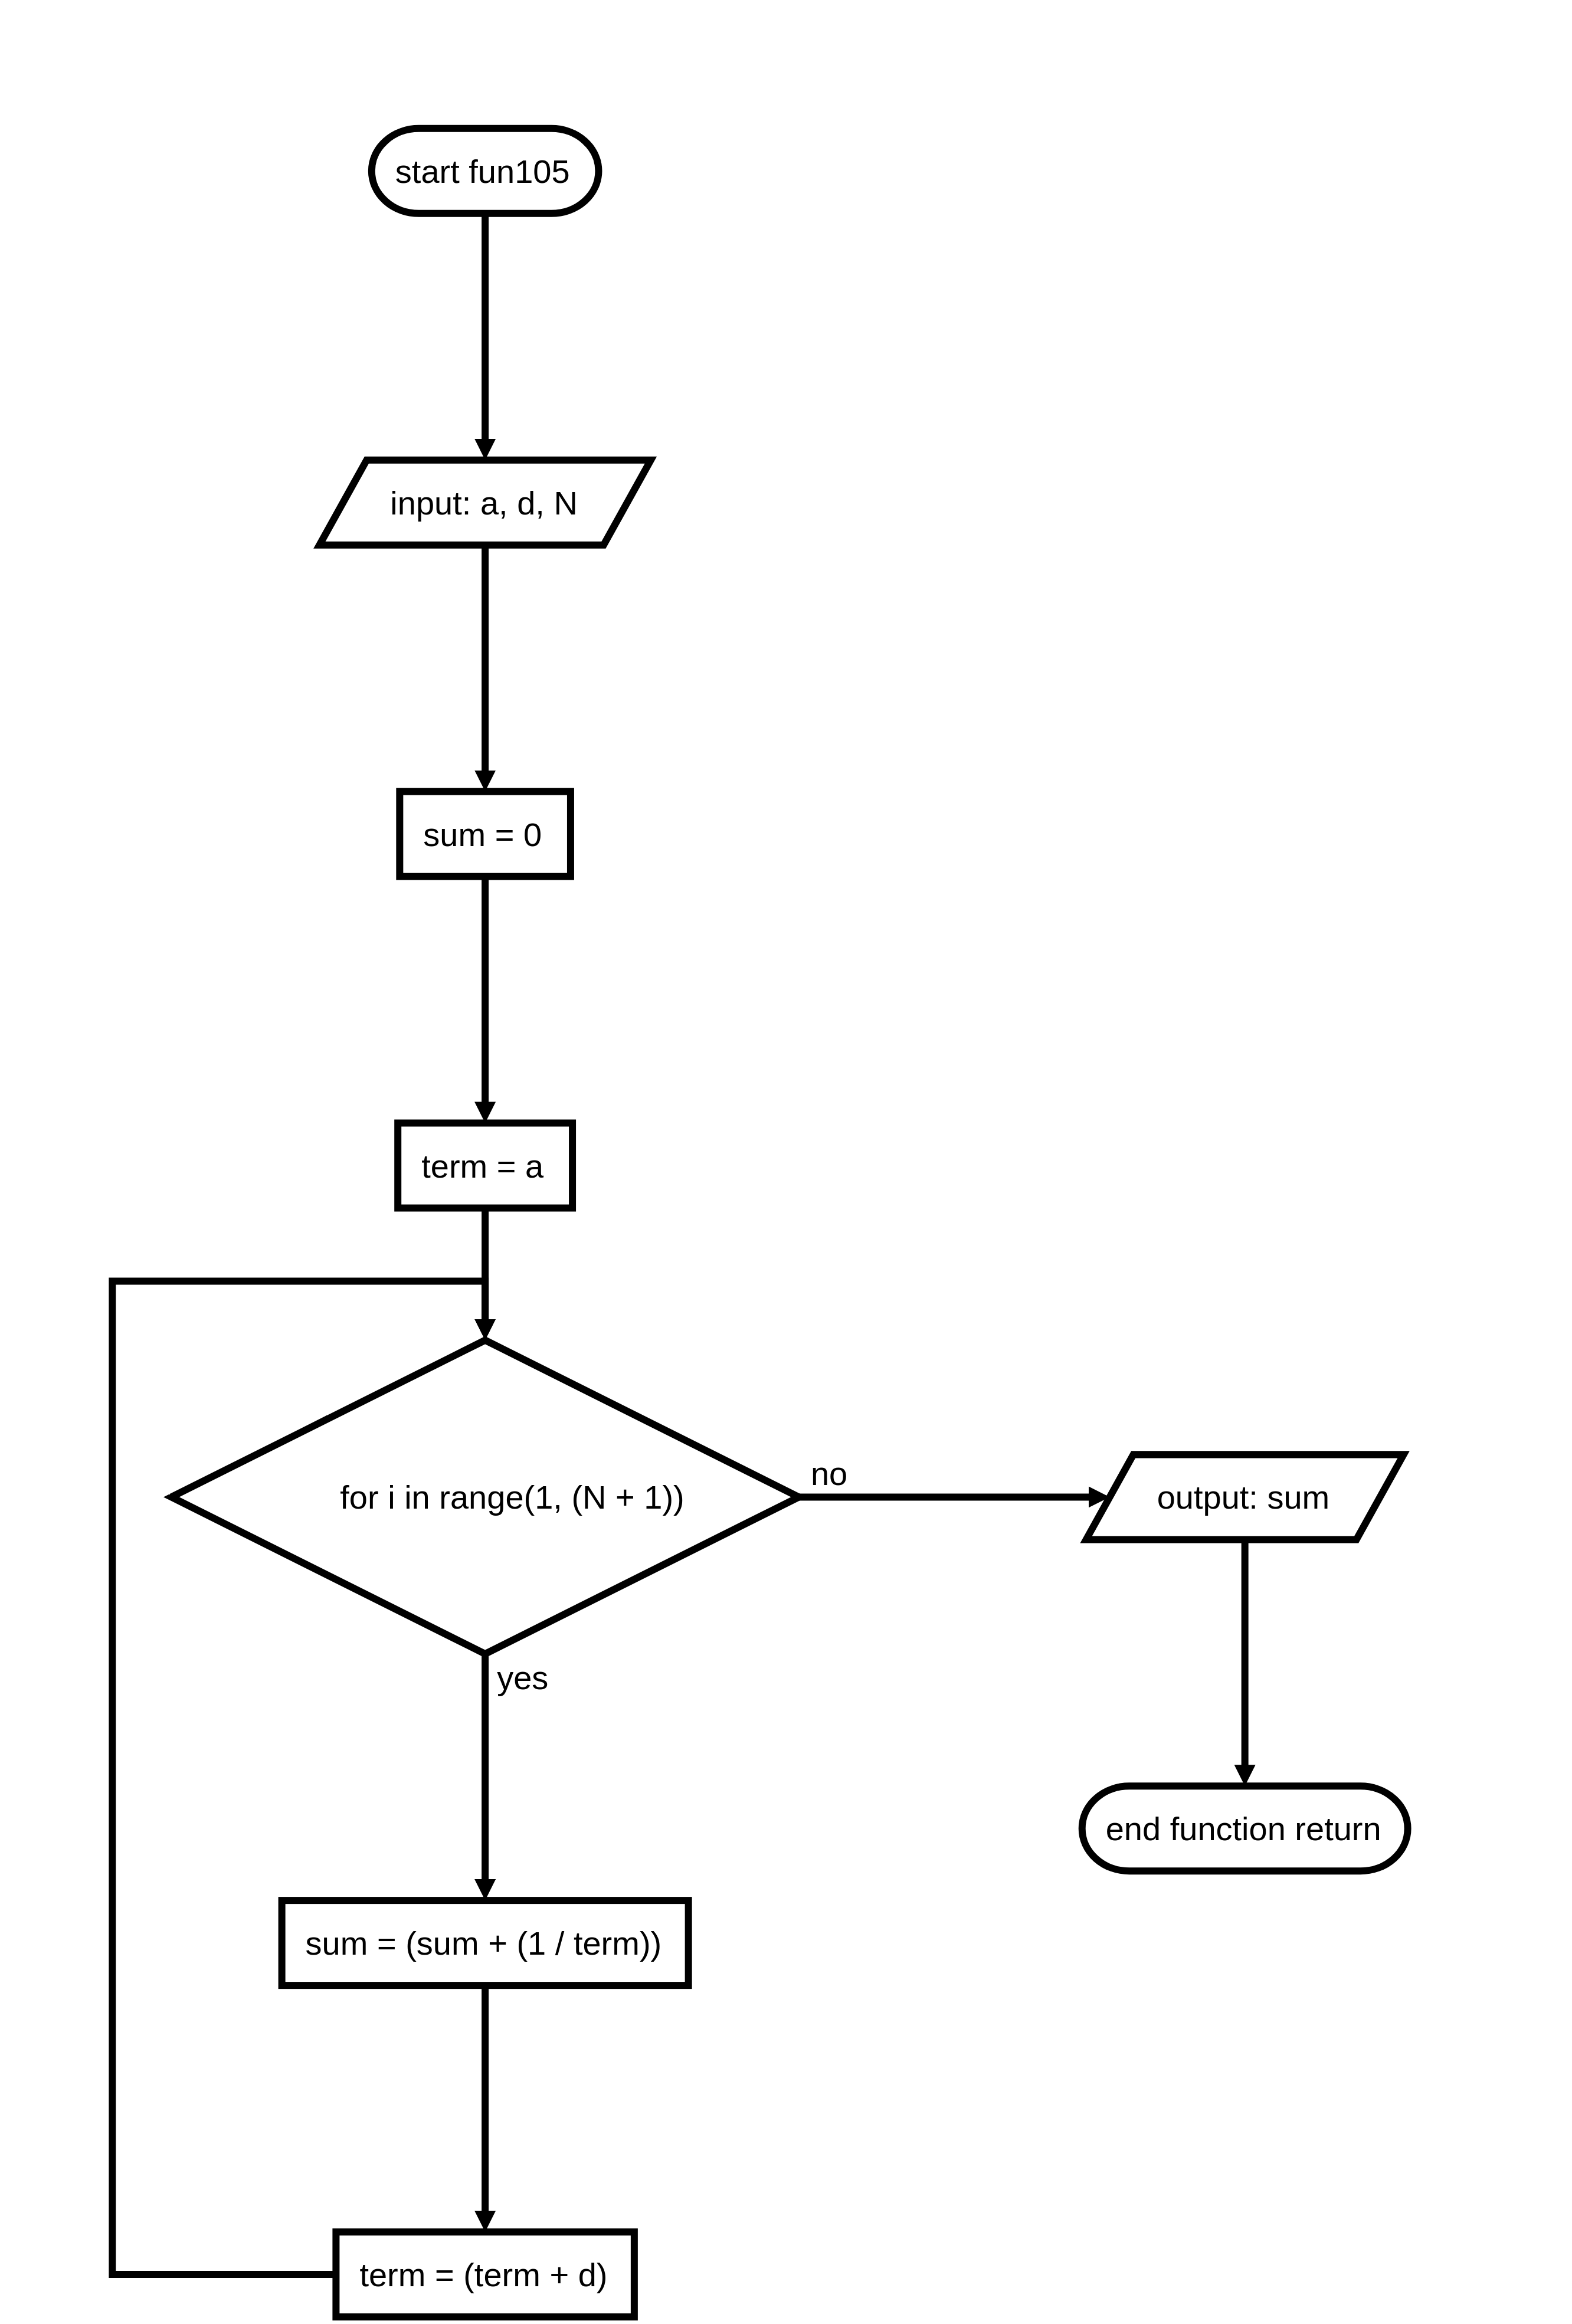 start fun105
input: a, d, N
sum = 0
term = a
for i in range(1, (N + 1))
no
output: sum
yes
end function return
sum = (sum + (1 / term))
term = (term + d)